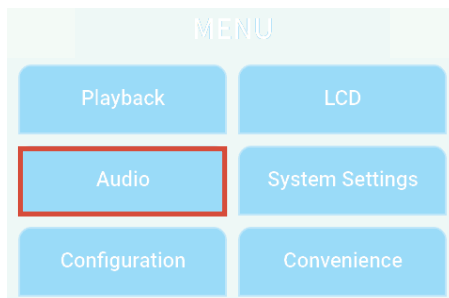 MENU
Playback
LCD
Audio
System Settings
Configuration
Convenience